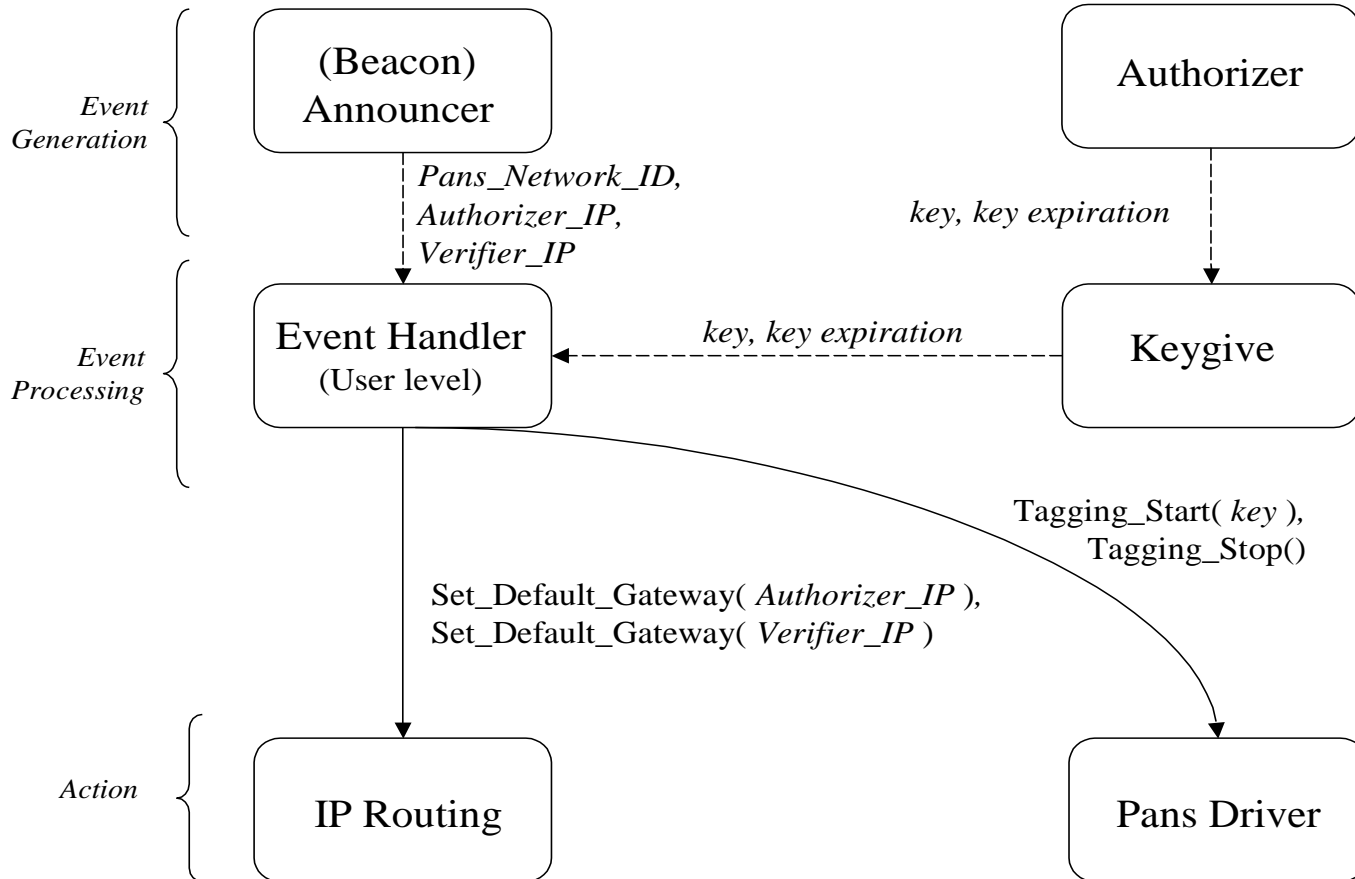 (Beacon)
Announcer
Authorizer
Event
Generation
Pans_Network_ID,
Authorizer_IP,
Verifier_IP
key, key expiration
Event Handler
(User level)
key, key expiration
Keygive
Event
Processing
Tagging_Start( key ),
Tagging_Stop()
Set_Default_Gateway( Authorizer_IP ),
Set_Default_Gateway( Verifier_IP )
Action
IP Routing
Pans Driver